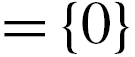 = {0}